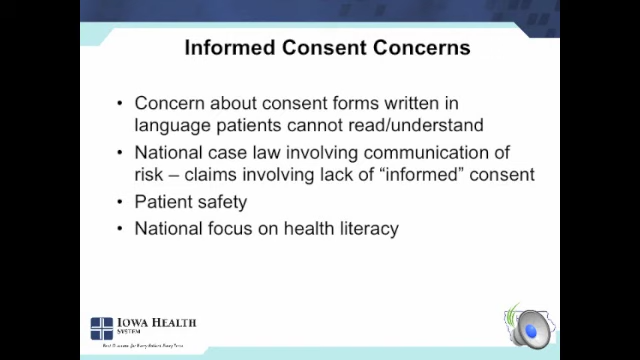 Informed Consent Concerns
• Concern about consent forms written in
language patients cannot read/understand
• National case law involving communication of
risk – claims involving lack of “informed” consent
• Patient safety
• National focus on health literacy
IOWA HEALTH
SYSTEM